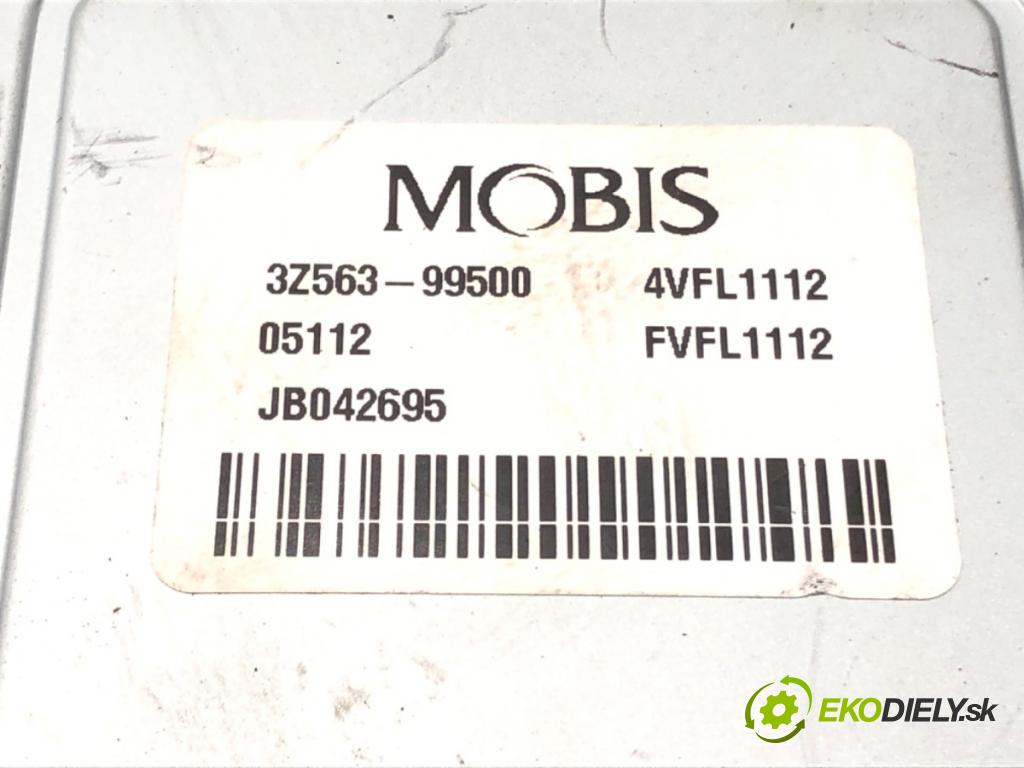 MOBIS
3Z563-99500 4VFL1112
05112 FVFL1112
JB042695
EKODIELY.sk